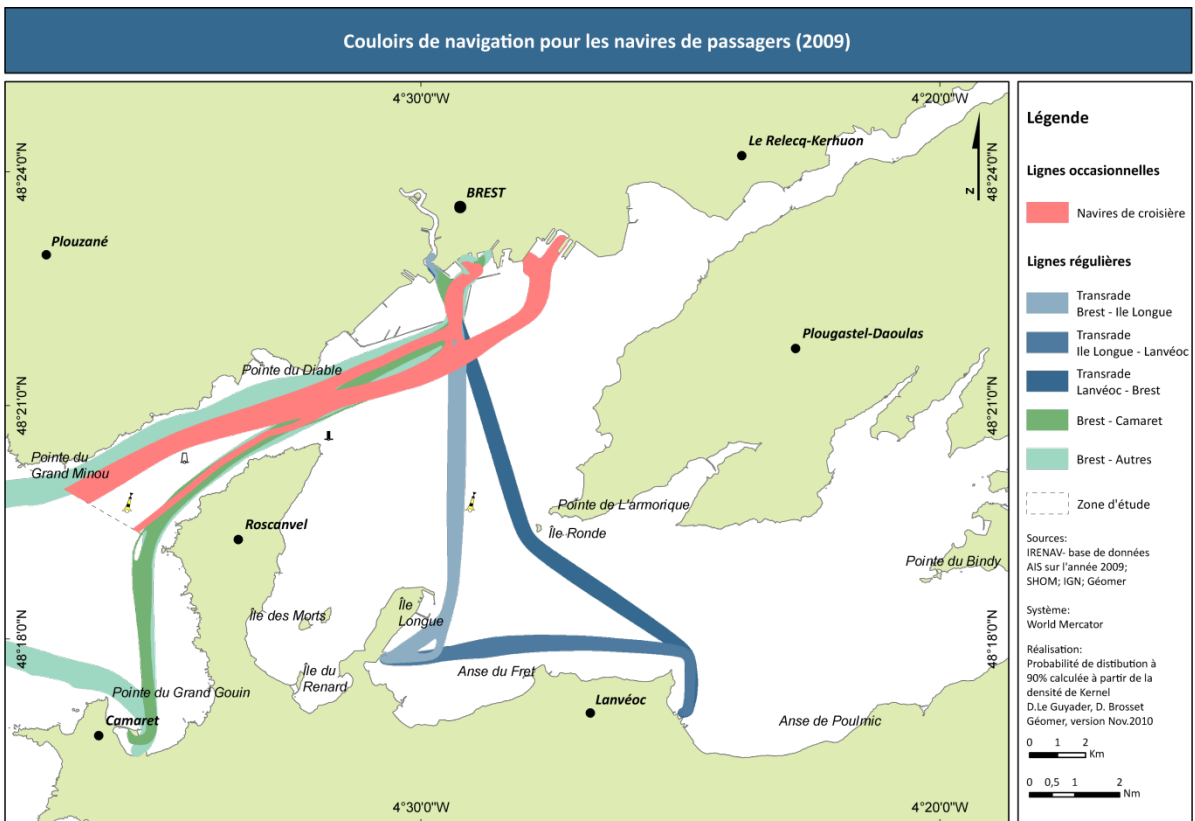 Couloirs de navigation pour les navires de passagers (2009)
4°30'0"W
4°20'0"W
48°24'0"N
48°24'0"N
Le Relecq-Kerhuon
BREST
Plouzané
N
Plougastel-Daoulas
Pointe du Diable
48°21'0"N
48°21'0"N
Pointe du
Grand Minou
Pointe de L'armorique
Roscanvel
Île Ronde
Pointe du Bindy
Île des Morts
Île
Longue
48°18'0"N
48°18'0"N
Anse du Fret
Île du
Renard
Pointe du Grand Gouin
Lanvéoc
Camaret
Anse de Poulmic
4°30'0"W
4°20'0"W
Légende
Lignes occasionnelles
Navires de croisière
Lignes régulières
Transrade
Brest - Ile Longue
Transrade
Ile Longue - Lanvéoc
Transrade
Lanvéoc - Brest
Brest - Camaret
Brest - Autres
Zone d'étude
Sources:
IRENAV- base de données
AIS sur l'année 2009;
SHOM; IGN; Géomer
Système:
World Mercator
Réalisation:
Probabilité de distribution à
90% calculée à partir de la
densité de Kernel
D.Le Guyader, D. Brosset
Géomer, version Nov.2010
0 1 2
Km
0 0,5 1 2
Nm